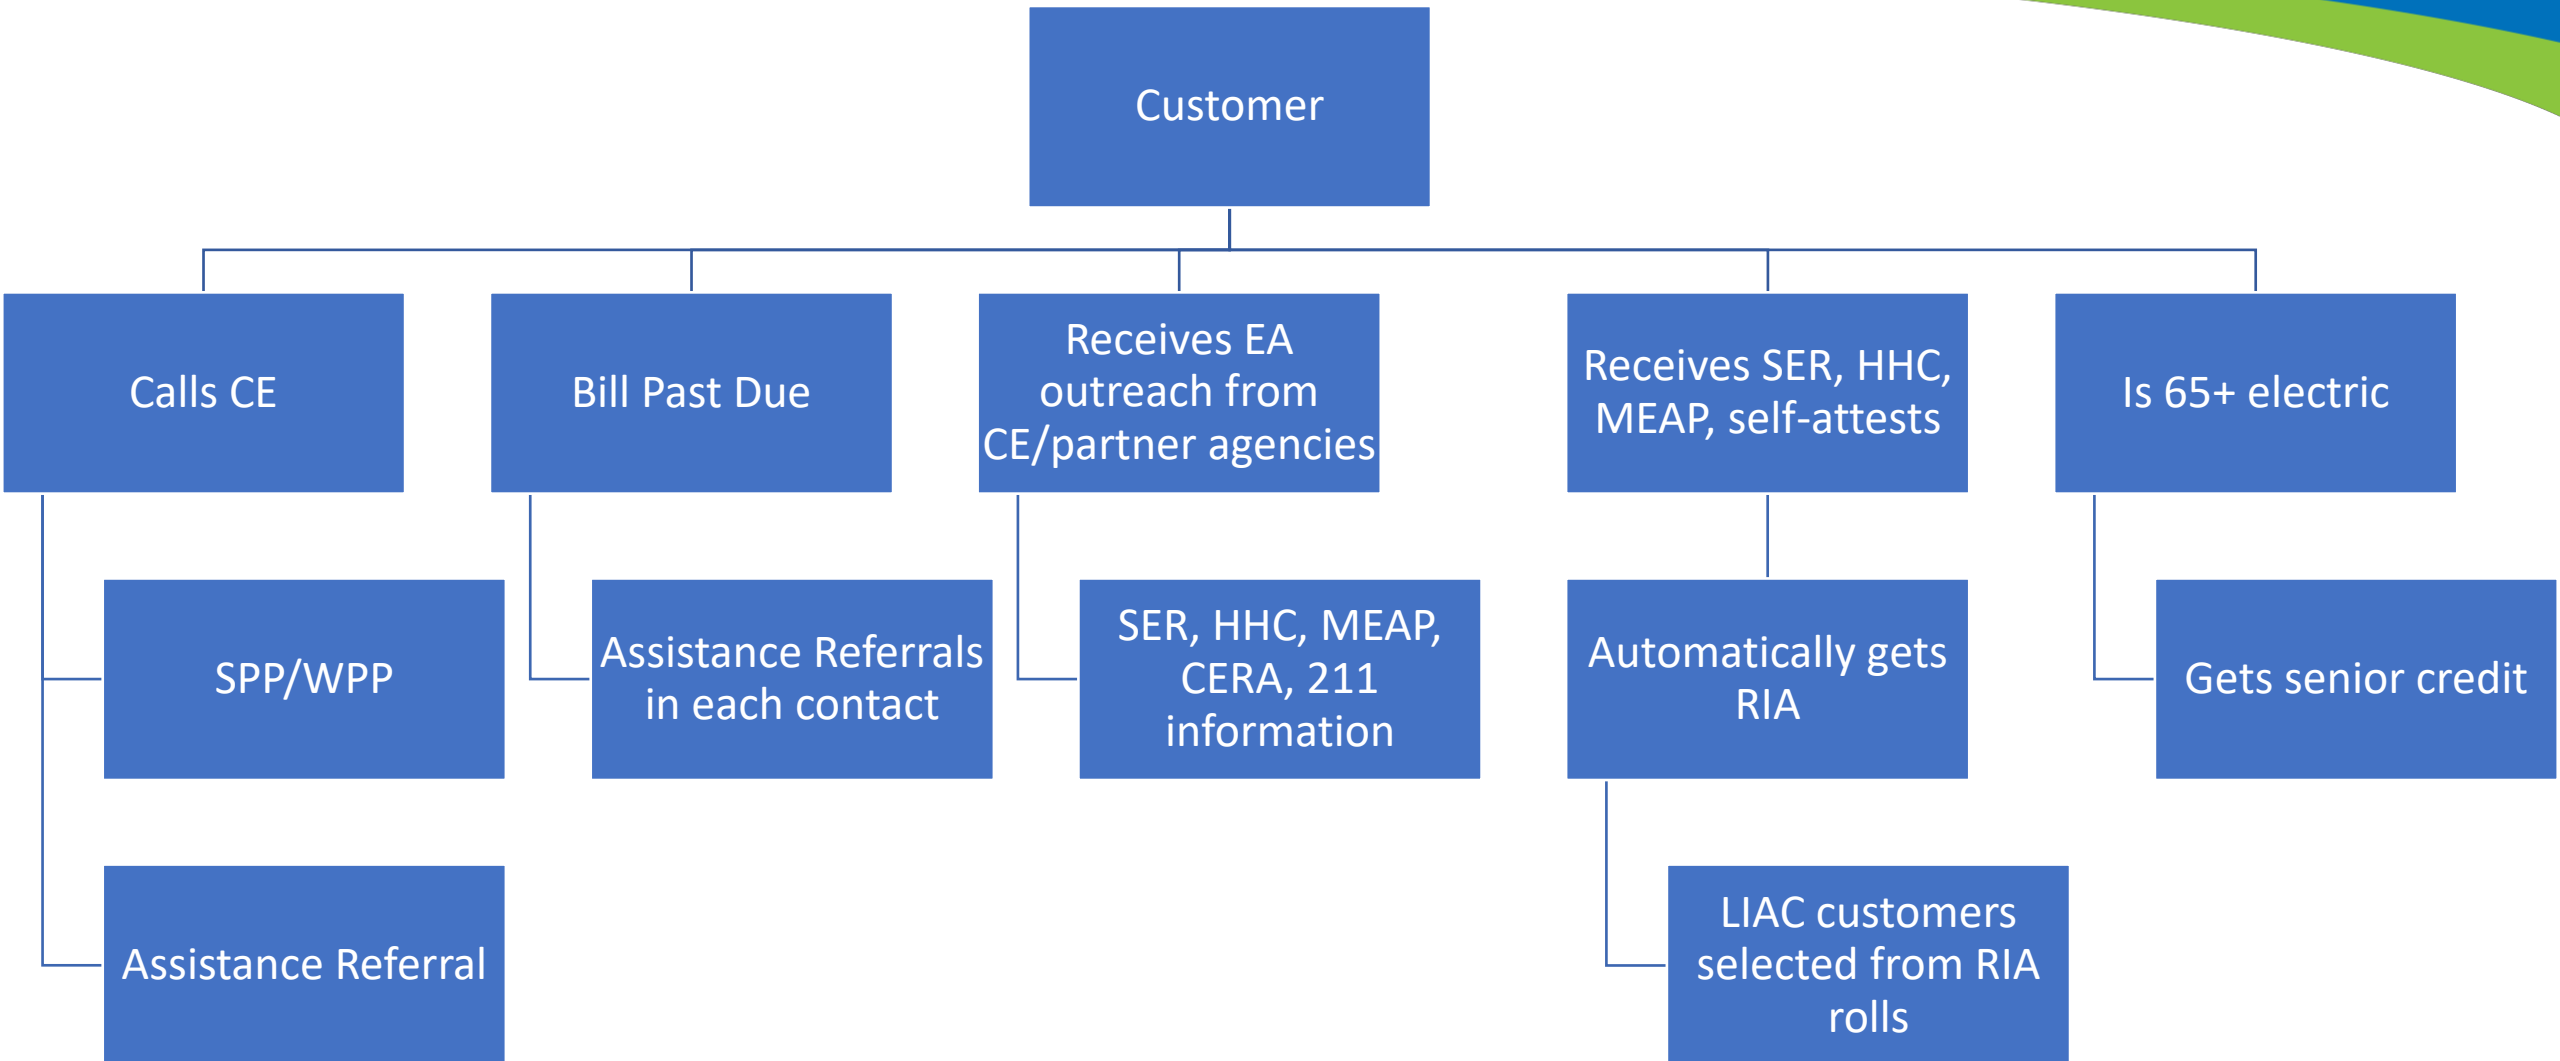 Customer
Calls CE
Bill Past Due
Receives EA
outreach from
CE/partner agencies
Receives SER, HHC,
MEAP, self-attests
Is 65+ electric
SPP/WPP
Assistance Referrals
in each contact
SER, HHC, MEAP,
CERA, 211
information
Automatically gets
RIA
Gets senior credit
Assistance Referral
LIAC customers
selected from RIA
rolls